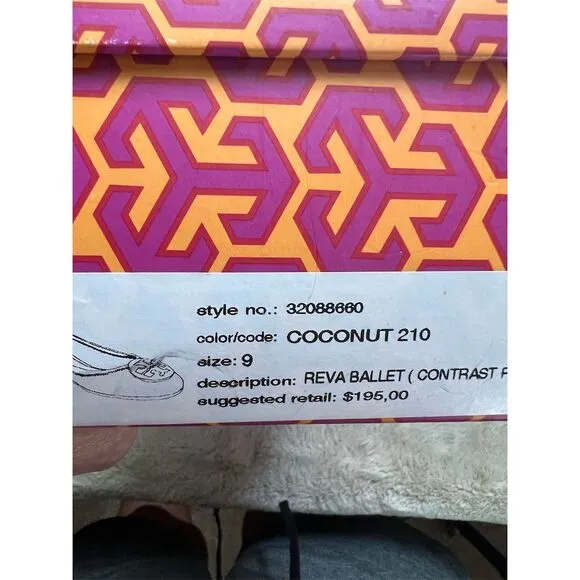 style no.: 32088660
color/code: COCONUT 210
size: 9
description: REVA BALLET ( CONTRAST
suggested retail: $195,00